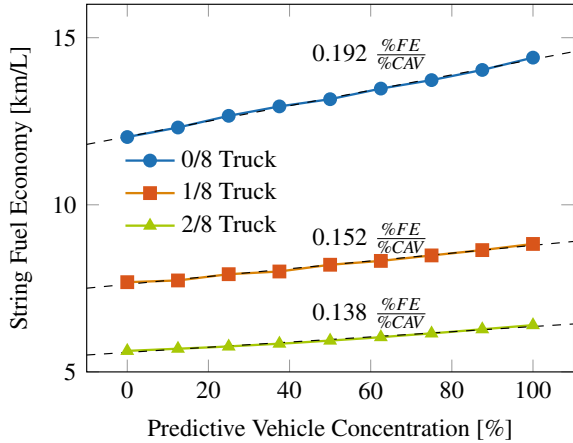 15
10
5
String Fuel Economy [km/L]
0.192 %FE/%CAV
0/8 Truck
1/8 Truck
2/8 Truck
0.152 %FE/%CAV
0.138 %FE/%CAV
0 20 40 60 80 100
Predictive Vehicle Concentration [%]